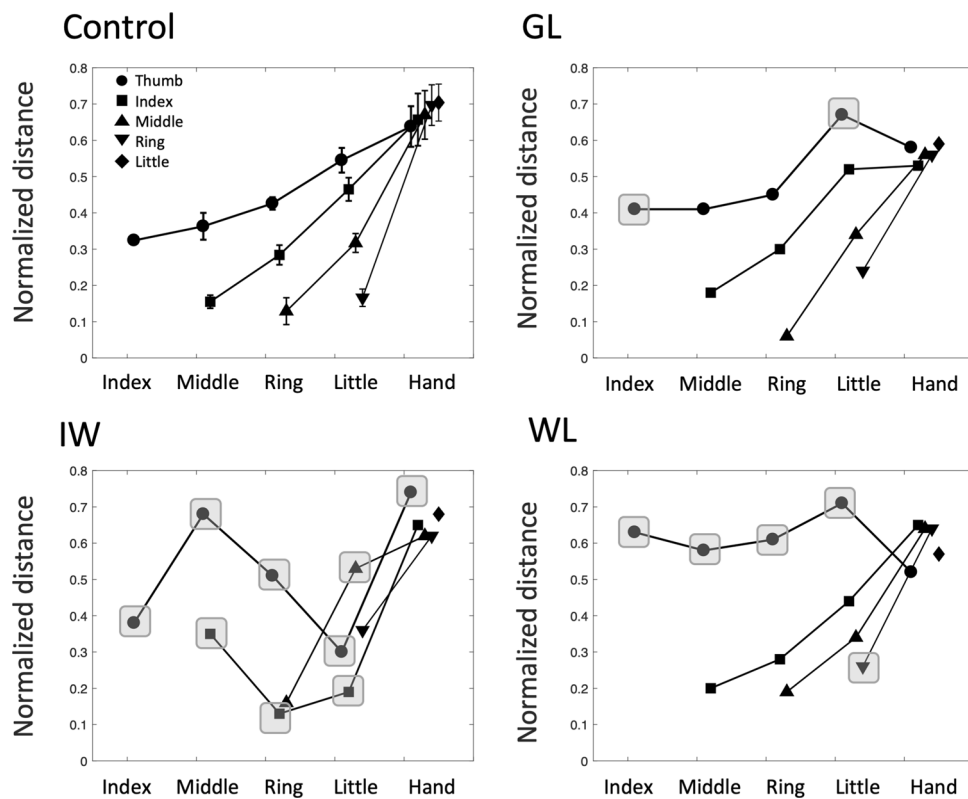 Control
Normalized distance
0.8
0.7
0.6
0.5
0.4
0.3
0.2
0.1
0
Thumb
Index
Middle
Ring
Little
Index Middle Ring Little Hand
GL
Normalized distance
0.8
0.7
0.6
0.5
0.4
0.3
0.2
0.1
0
Index Middle Ring Little Hand
IW
Normalized distance
0.8
0.7
0.6
0.5
0.4
0.3
0.2
0.1
0
Index Middle Ring Little Hand
WL
Normalized distance
0.8
0.7
0.6
0.5
0.4
0.3
0.2
0.1
0
Index Middle Ring Little Hand